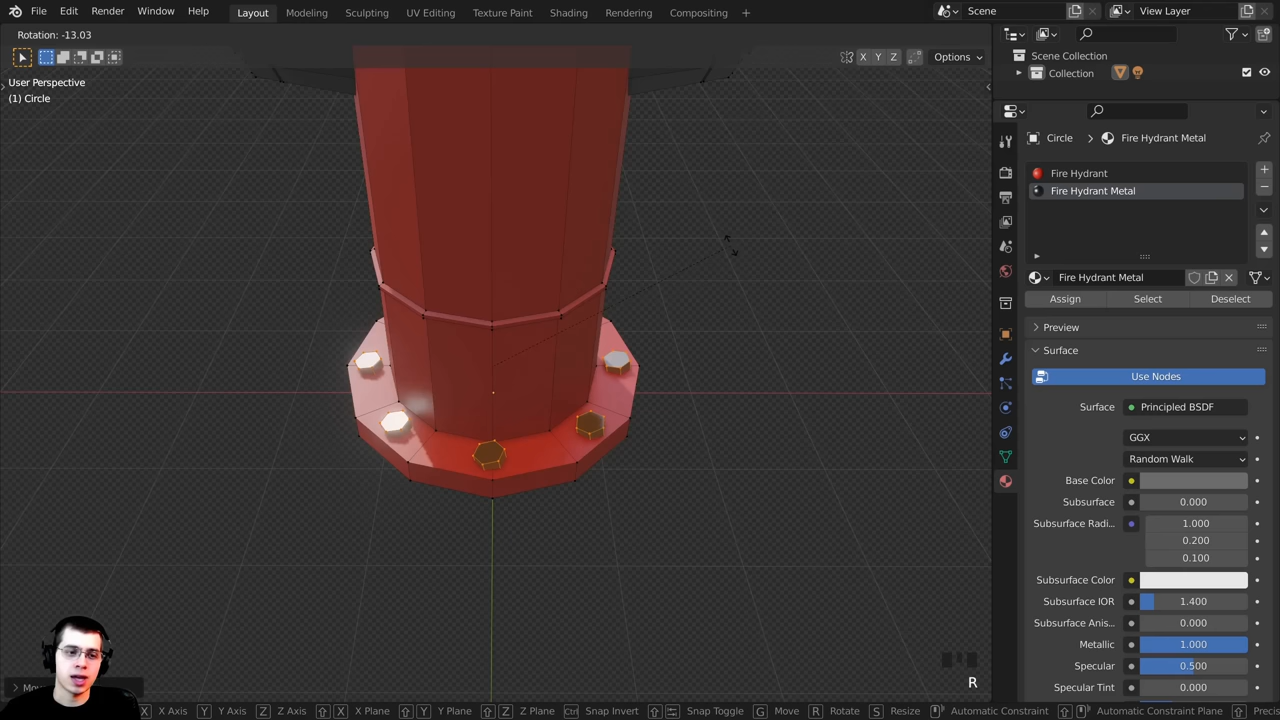 File Edit Render Window Help Layout Modeling Sculpting UV Editing Texture Paint Shading Animation Rendering Compositing + Scene View Layer
Rotation: -13.03
X Y Z Options
User Perspective
(1) Circle
Scene Collection
Collection
Circle > Fire Hydrant Metal
Fire Hydrant
Fire Hydrant Metal
Fire Hydrant Metal
Assign Select Deselect
Preview
Surface
Use Nodes
Surface Principled BSDF
GGX
Random Walk
Base Color
Subsurface 0.000
Subsurface Radi... 1.000
0.200
0.100
Subsurface Color
Subsurface IOR 1.400
Subsurface Anis... 0.000
Metallic 1.000
Specular 0.500
Specular Tint 0.000
R
X X Axis Y Y Axis Z Z Axis X X Plane Y Y Plane Z Z Plane Ctrl Snap Invert Snap Toggle G Move R Rotate S Resize Automatic Constraint Automatic Constraint Precis